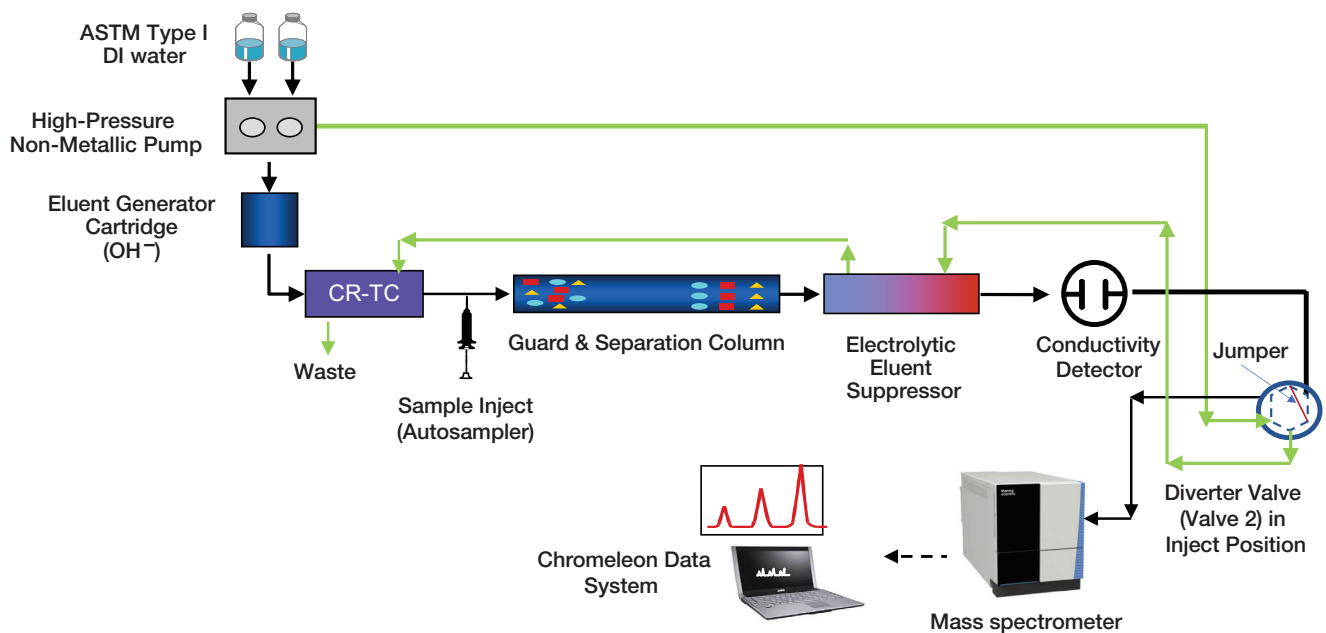 ASTM Type I
DI water
High-Pressure
Non-Metallic Pump
Eluent Generator
Cartridge
(OH⁻)
CR-TC
Waste
Sample Inject
(Autosampler)
Guard & Separation Column
Electrolytic
Eluent
Suppressor
Conductivity
Detector
Jumper
Diverter Valve
(Valve 2) in
Inject Position
Chromeleon Data
System
Mass spectrometer